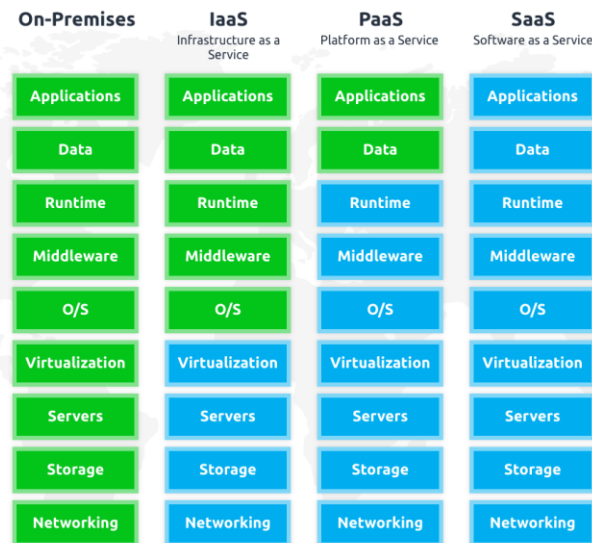 On-Premises IaaS PaaS SaaS
Infrastructure as a Service Platform as a Service Software as a Service
Applications Applications Applications Applications
Data Data Data Data
Runtime Runtime Runtime Runtime
Middleware Middleware Middleware Middleware
O/S O/S O/S O/S
Virtualization Virtualization Virtualization Virtualization
Servers Servers Servers Servers
Storage Storage Storage Storage
Networking Networking Networking Networking